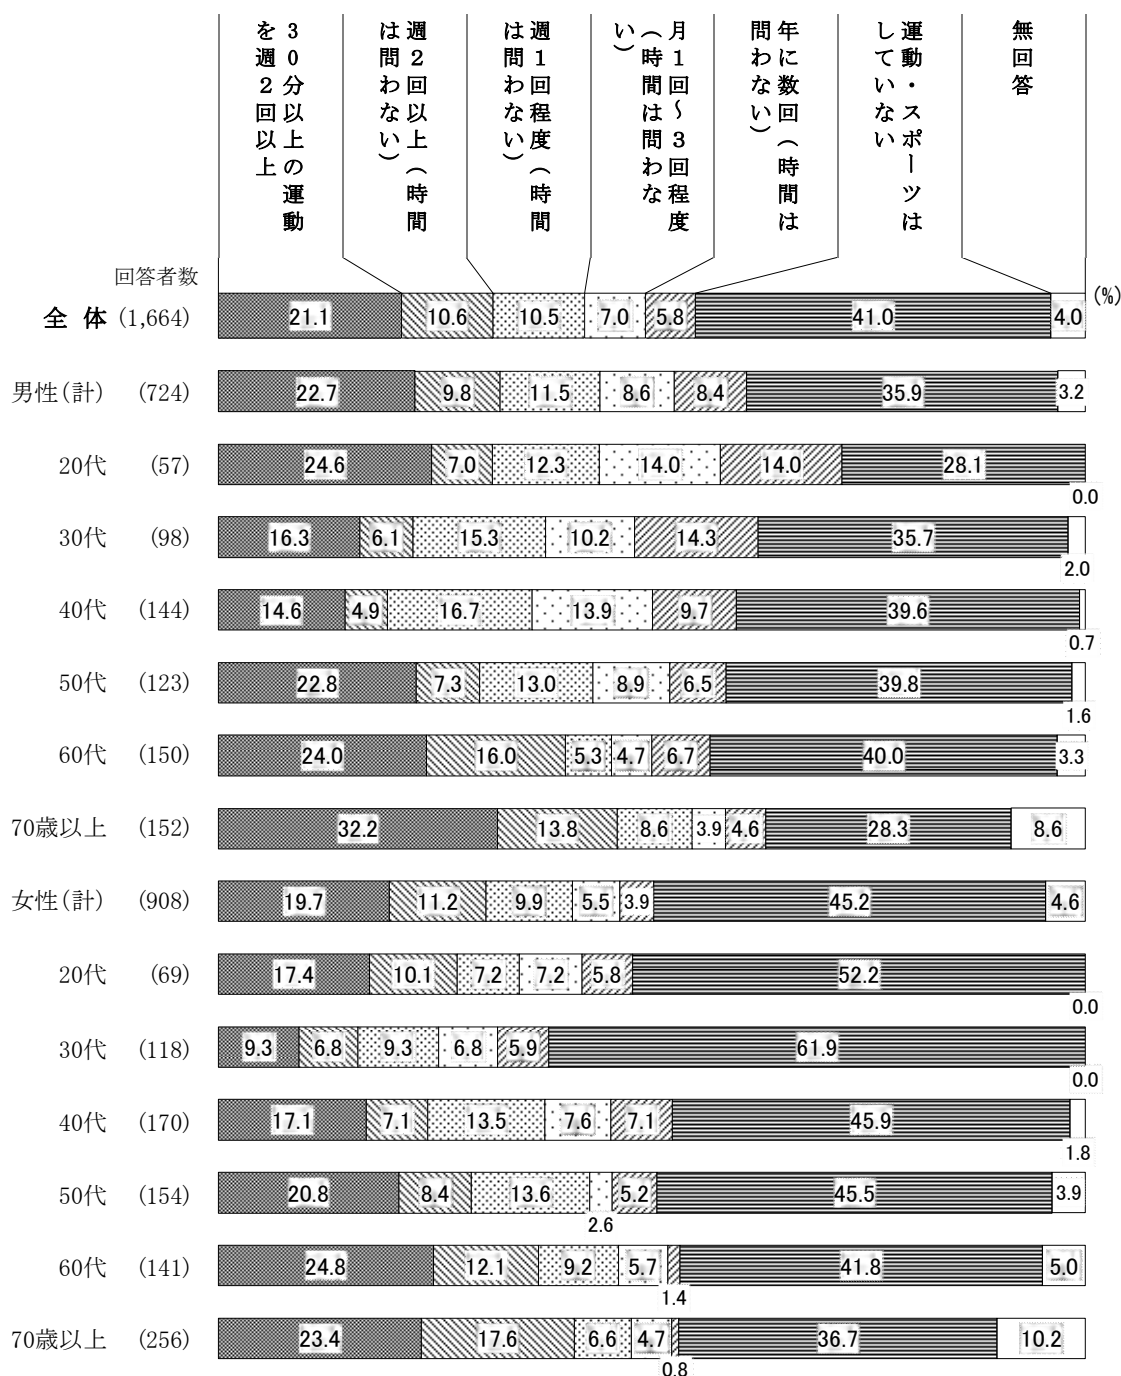 ３０分以上の運動
を週２回以上
週２回以上（時間
は問わない）
週１回程度（時間
は問わない）
月１回～３回程度
（時間は問わな
い）
年に数回（時間は
問わない）
運動・スポーツは
していない
無回答
回答者数
(%)
全 体 (1,664) 21.1 10.6 10.5 7.0 5.8 41.0 4.0
男性(計) (724) 22.7 9.8 11.5 8.6 8.4 35.9 3.2
20代 (57) 24.6 7.0 12.3 14.0 14.0 28.1 0.0
30代 (98) 16.3 6.1 15.3 10.2 14.3 35.7 2.0
40代 (144) 14.6 4.9 16.7 13.9 9.7 39.6 0.7
50代 (123) 22.8 7.3 13.0 8.9 6.5 39.8 1.6
60代 (150) 24.0 16.0 5.3 4.7 6.7 40.0 3.3
70歳以上 (152) 32.2 13.8 8.6 3.9 4.6 28.3 8.6
女性(計) (908) 19.7 11.2 9.9 5.5 3.9 45.2 4.6
20代 (69) 17.4 10.1 7.2 7.2 5.8 52.2 0.0
30代 (118) 9.3 6.8 9.3 6.8 5.9 61.9 0.0
40代 (170) 17.1 7.1 13.5 7.6 7.1 45.9 1.8
50代 (154) 20.8 8.4 13.6 2.6 5.2 45.5 3.9
60代 (141) 24.8 12.1 9.2 5.7 1.4 41.8 5.0
70歳以上 (256) 23.4 17.6 6.6 4.7 0.8 36.7 10.2